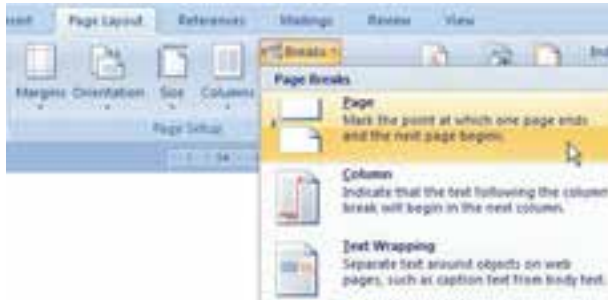 Page Layout References Mailings Review View
Breaks
Margins Orientation Size Columns
Page Setup
Page Breaks
Page
Mark the point at which one page ends
and the next page begins.
Column
Indicate that the text following the column
break will begin in the next column.
Text Wrapping
Separate text around objects on web
pages, such as caption text from body text.